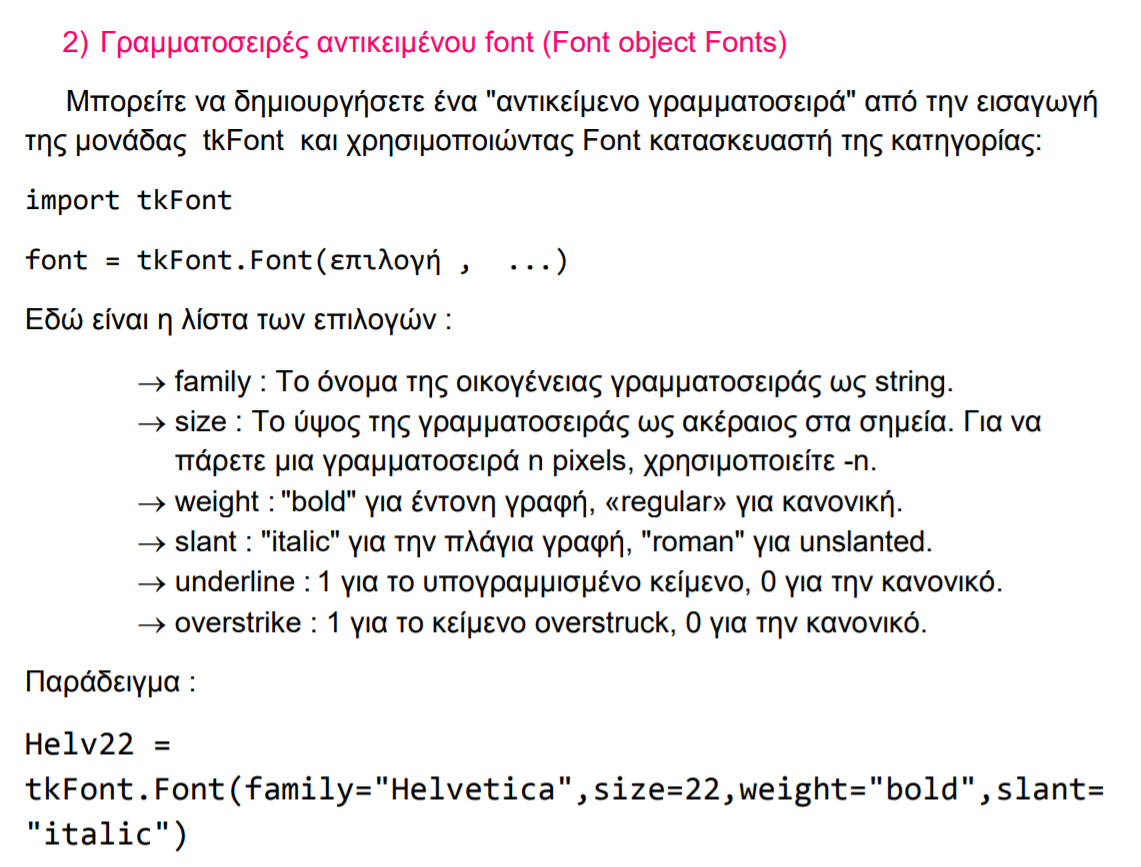 2) Γραμματοσειρές αντικειμένου font (Font object Fonts)
Μπορείτε να δημιουργήσετε ένα "αντικείμενο γραμματοσειρά" από την εισαγωγή
της μονάδας tkFont και χρησιμοποιώντας Font κατασκευαστή της κατηγορίας:
import tkFont
font = tkFont.Font(επιλογή , ...)
Εδώ είναι η λίστα των επιλογών :
→ family : Το όνομα της οικογένειας γραμματοσειράς ως string.
→ size : Το ύψος της γραμματοσειράς ως ακέραιος στα σημεία. Για να
πάρετε μια γραμματοσειρά n pixels, χρησιμοποιείτε -n.
→ weight : "bold" για έντονη γραφή, «regular» για κανονική.
→ slant : "italic" για την πλάγια γραφή, "roman" για unslanted.
→ underline : 1 για το υπογραμμισμένο κείμενο, 0 για την κανονικό.
→ overstrike : 1 για το κείμενο overstruck, 0 για την κανονικό.
Παράδειγμα :
Helv22 =
tkFont.Font(family="Helvetica",size=22,weight="bold",slant=
"italic")